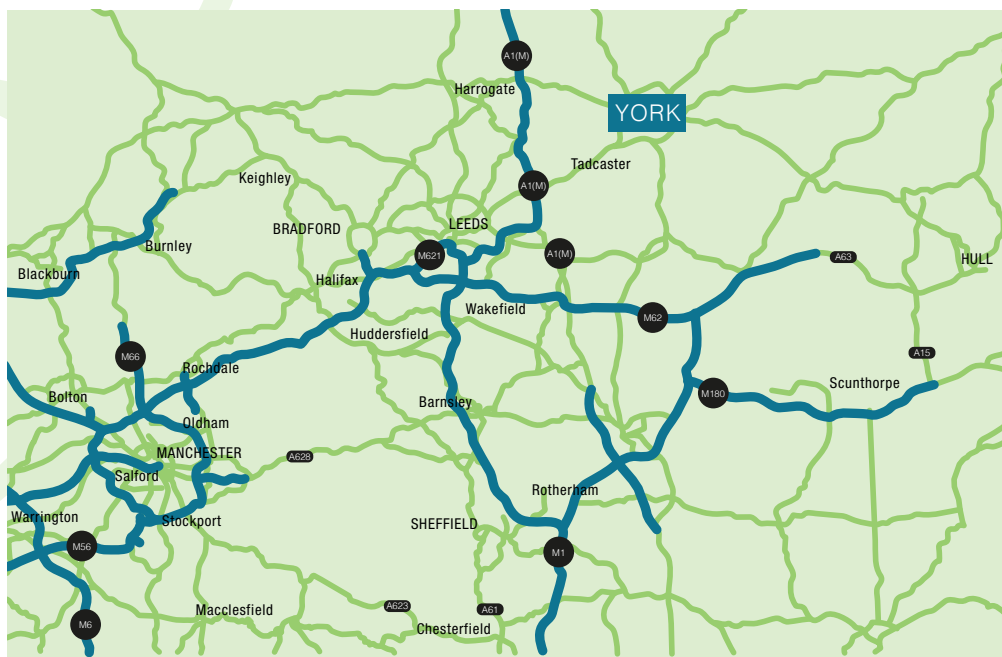 A1(M)
Harrogate
YORK
Tadcaster
Keighley
A1(M)
BRADFORD
LEEDS
Burnley
M621
A1(M)
A63
HULL
Blackburn
Halifax
Wakefield
M62
Huddersfield
M66
Rochdale
A15
Scunthorpe
Bolton
Barnsley
M180
Oldham
MANCHESTER
A628
Salford
Rotherham
Warrington
Stockport
SHEFFIELD
M56
M1
Macclesfield
A623
A61
M6
Chesterfield